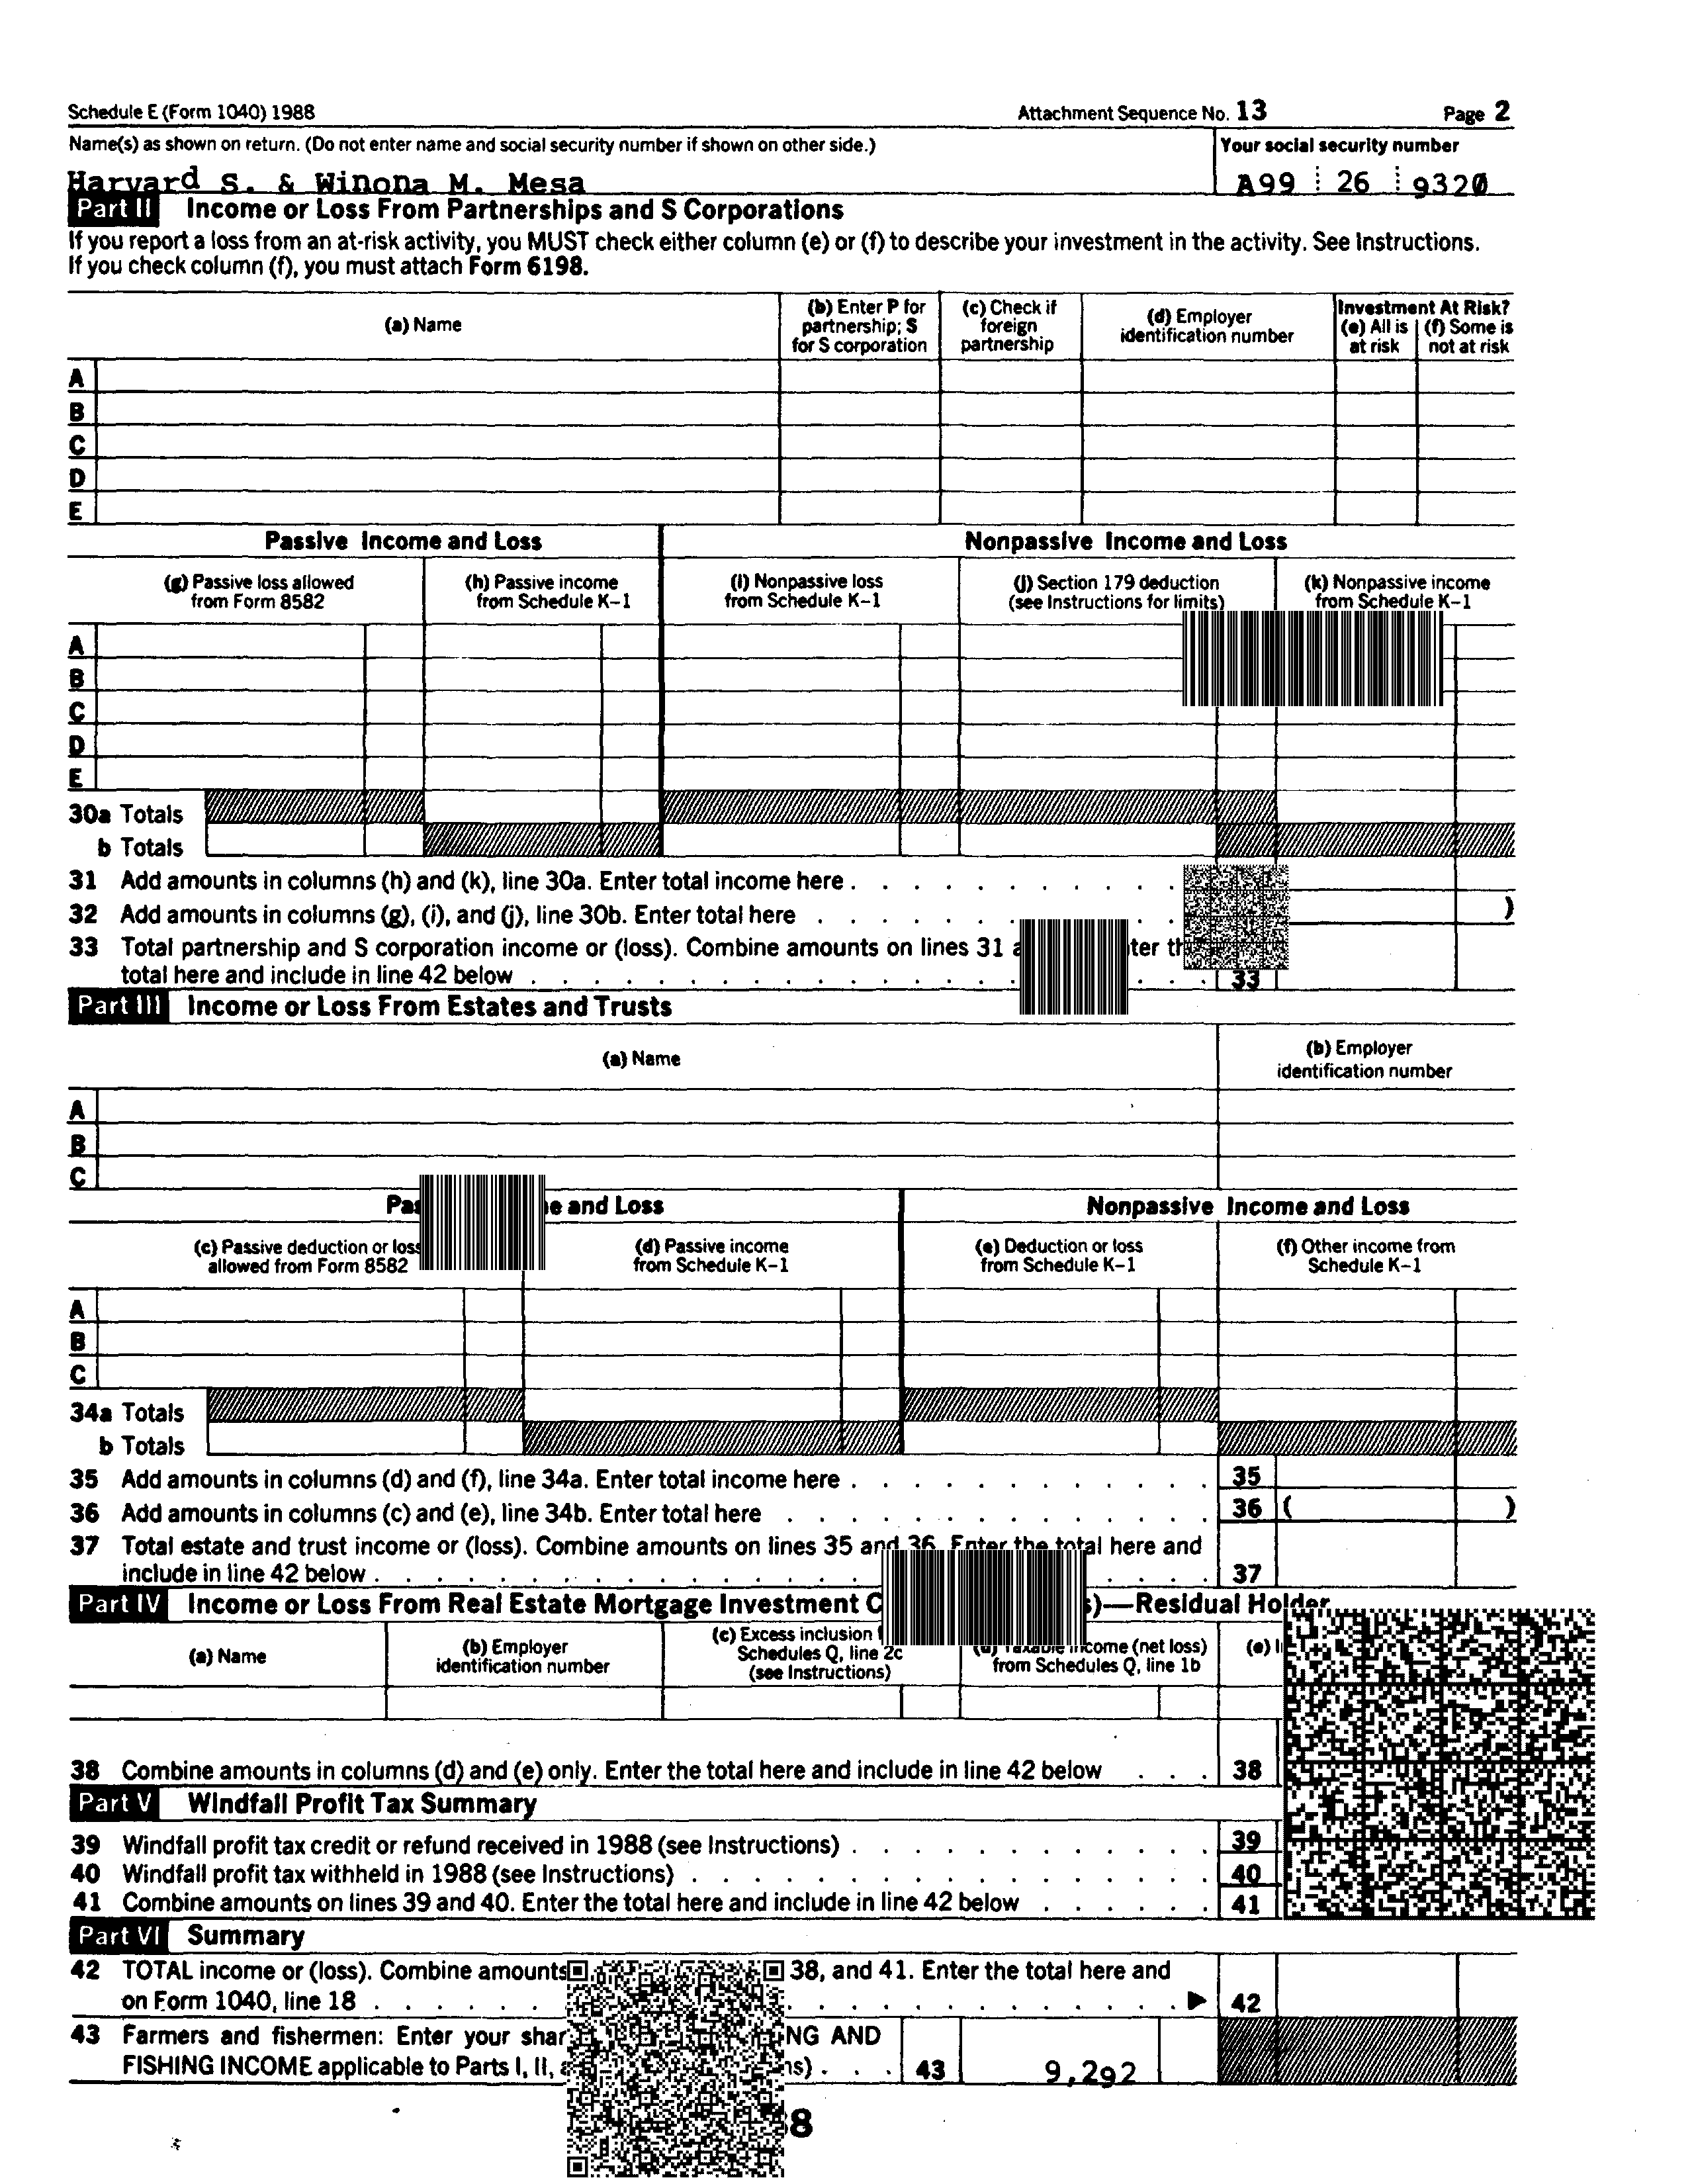 Schedule E (Form 1040) 1988 Attachment Sequence No. 13 Page 2
Name(s) as shown on return. (Do not enter name and social security number if shown on other side.) Your social security number
Harvard S. & Winona M. Mesa A99 26 9320
Part II Income or Loss From Partnerships and S Corporations
If you report a loss from an at-risk activity, you MUST check either column (e) or (f) to describe your investment in the activity. See Instructions.
If you check column (f), you must attach Form 6198.
(a) Name
(b) Enter P for partnership; S for S corporation
(c) Check if foreign partnership
(d) Employer identification number
Investment At Risk?
(e) All is at risk
(f) Some is not at risk
A
B
C
D
E
Passive Income and Loss Nonpassive Income and Loss
(g) Passive loss allowed from Form 8582
(h) Passive income from Schedule K-1
(i) Nonpassive loss from Schedule K-1
(j) Section 179 deduction (see Instructions for limits)
(k) Nonpassive income from Schedule K-1
A
B
C
D
E
30a Totals
b Totals
31 Add amounts in columns (h) and (k), line 30a. Enter total income here
32 Add amounts in columns (g), (i), and (j), line 30b. Enter total here )
33 Total partnership and S corporation income or (loss). Combine amounts on lines 31
total here and include in line 42 below 33
Part III Income or Loss From Estates and Trusts
(a) Name
(b) Employer identification number
A
B
C
and Loss Nonpassive Income and Loss
(c) Passive deduction or loss allowed from Form 8582
(d) Passive income from Schedule K-1
(e) Deduction or loss from Schedule K-1
(f) Other income from Schedule K-1
A
B
C
34a Totals
b Totals
35 Add amounts in columns (d) and (f), line 34a. Enter total income here 35
36 Add amounts in columns (c) and (e), line 34b. Enter total here 36 ( )
37 Total estate and trust income or (loss). Combine amounts on lines 35 and 36. Enter the total here and
include in line 42 below 37
Part IV Income or Loss From Real Estate Mortgage Investment )—Residual Holder
(a) Name
(b) Employer identification number
(c) Excess inclusion Schedules Q, line 2c (see Instructions)
(d) Taxable income (net loss) from Schedules Q, line 1b
(e)
38 Combine amounts in columns (d) and (e) only. Enter the total here and include in line 42 below 38
Part V Windfall Profit Tax Summary
39 Windfall profit tax credit or refund received in 1988 (see Instructions) 39
40 Windfall profit tax withheld in 1988 (see Instructions) 40
41 Combine amounts on lines 39 and 40. Enter the total here and include in line 42 below 41
Part VI Summary
42 TOTAL income or (loss). Combine amounts 38, and 41. Enter the total here and
on Form 1040, line 18 42
43 Farmers and fishermen: Enter your AND
FISHING INCOME applicable to Parts I, II, 43 9,292
8